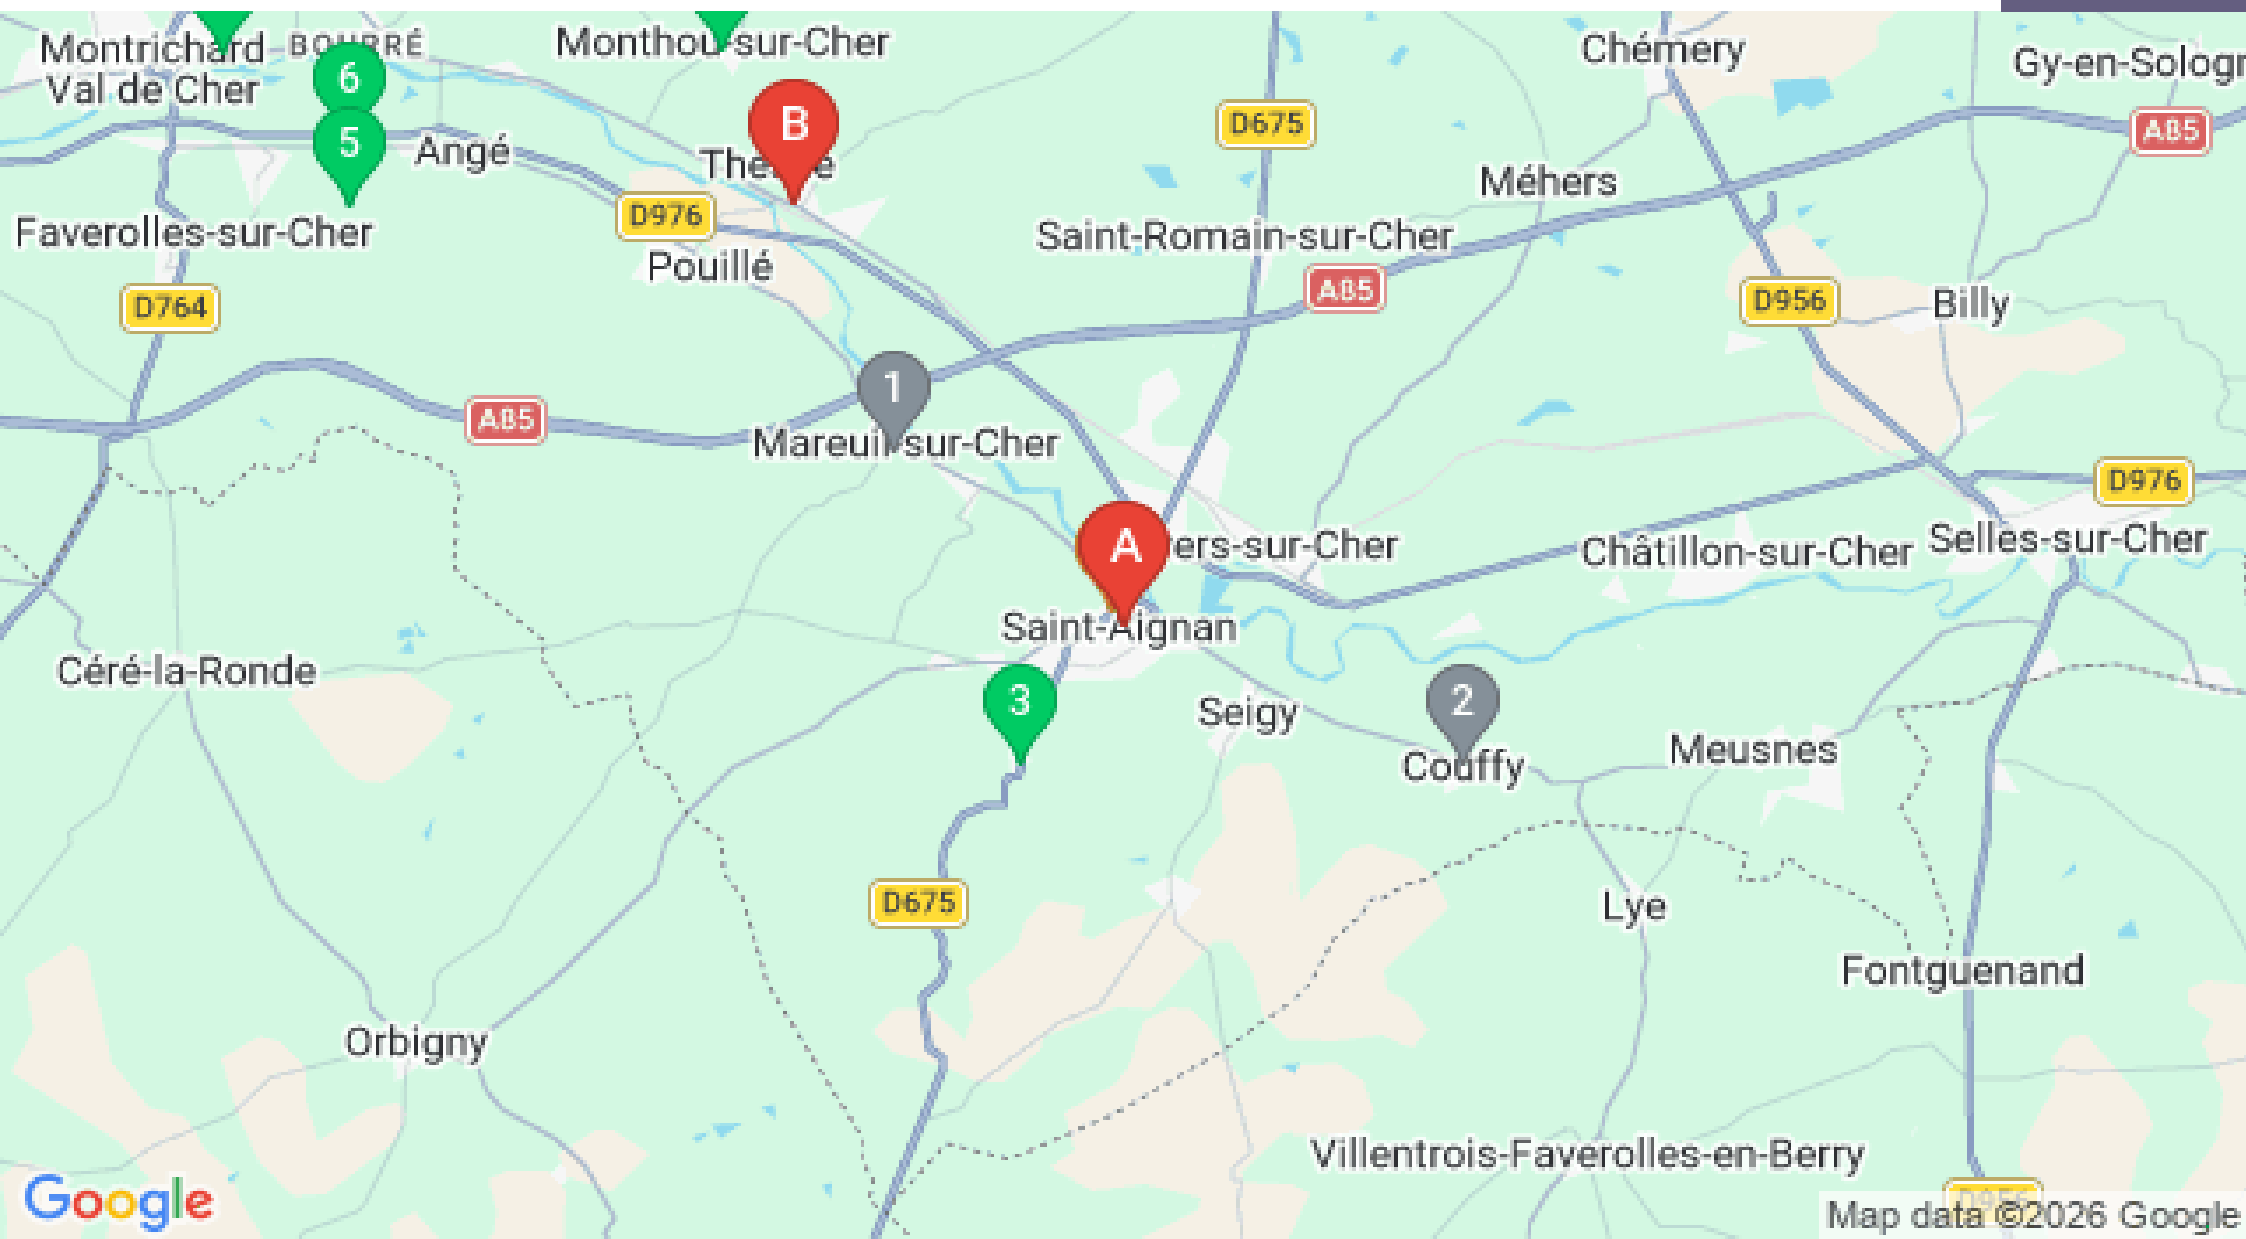 Montrichard
Val de Cher
BOURRÉ
Monthou-sur-Cher
Chémery
6
B
D675
A85
5
Angé
Méhers
D976
Faverolles-sur-Cher
Saint-Romain-sur-Cher
Pouillé
A85
D764
D956
Billy
1
A85
Mareuil-sur-Cher
D976
A
ers-sur-Cher
Châtillon-sur-Cher
Selles-sur-Cher
Saint-Aignan
Céré-la-Ronde
3
Seigy
2
Couffy
Meusnes
D675
Lye
Fontguenand
Orbigny
Villentrois-Faverolles-en-Berry
Google
D956
Map data ©2026 Google